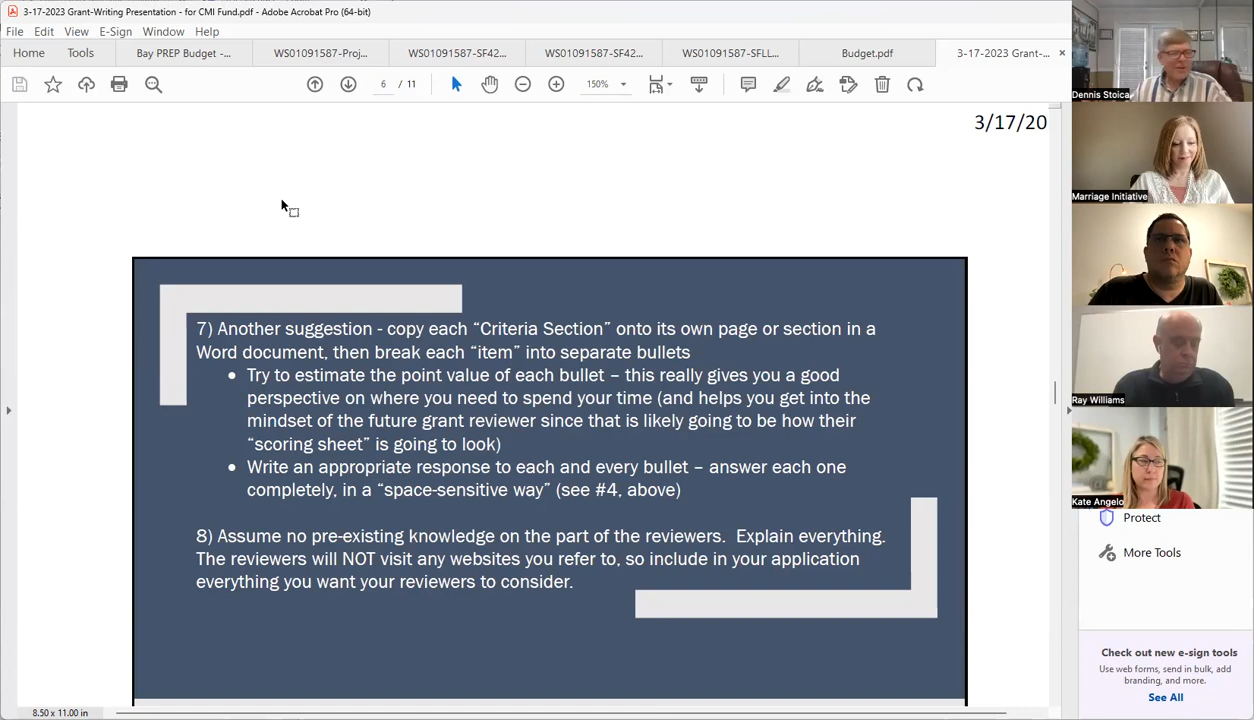 3-17-2023 Grant-Writing Presentation - for CMI Fund.pdf - Adobe Acrobat Pro (64-bit)
File Edit View E-Sign Window Help
Home Tools Bay PREP Budget -... WS01091587-Proj... WS01091587-SF42... WS01091587-SF42... WS01091587-SFLL... Budget.pdf 3-17-2023 Grant-... ×
6 / 11 150%
3/17/20
7) Another suggestion - copy each “Criteria Section” onto its own page or section in a
Word document, then break each “item” into separate bullets
• Try to estimate the point value of each bullet – this really gives you a good
perspective on where you need to spend your time (and helps you get into the
mindset of the future grant reviewer since that is likely going to be how their
“scoring sheet” is going to look)
• Write an appropriate response to each and every bullet – answer each one
completely, in a “space-sensitive way” (see #4, above)
8) Assume no pre-existing knowledge on the part of the reviewers. Explain everything.
The reviewers will NOT visit any websites you refer to, so include in your application
everything you want your reviewers to consider.
8.50 x 11.00 in
Dennis Stoica
Marriage Initiative
Ray Williams
Kate Angelo
Protect
More Tools
Check out new e-sign tools
Use web forms, send in bulk, add
branding, and more.
See All